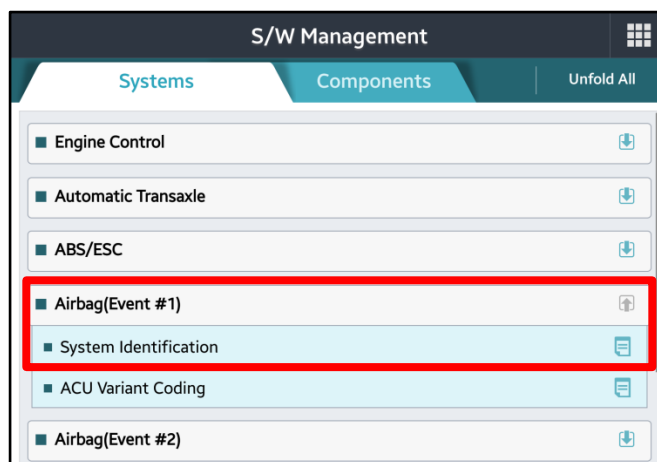 S/W Management
Systems
Components
Unfold All
Engine Control
Automatic Transaxle
ABS/ESC
Airbag(Event #1)
System Identification
ACU Variant Coding
Airbag(Event #2)